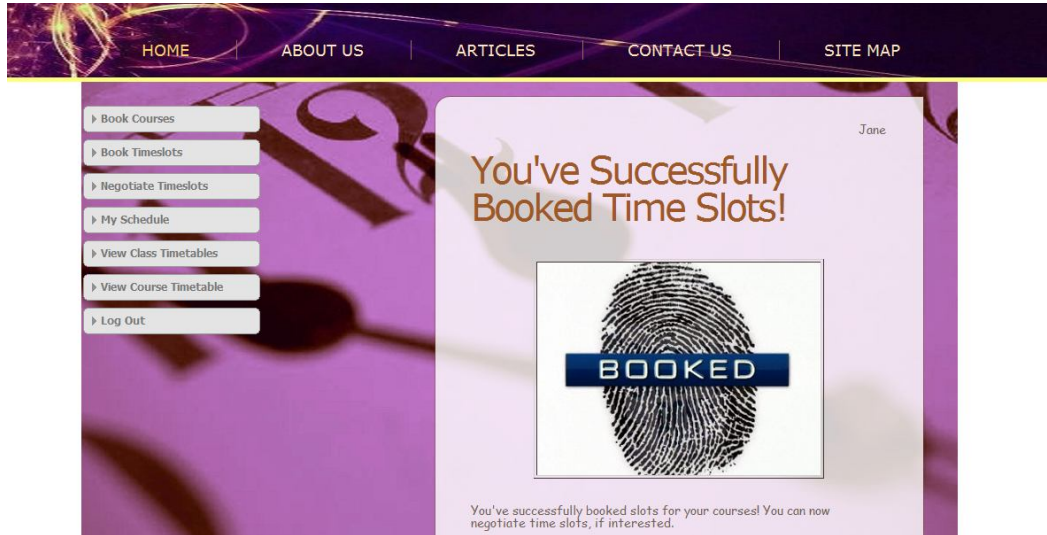 HOME ABOUT US ARTICLES CONTACT US SITE MAP
Book Courses
Book Timeslots
Negotiate Timeslots
My Schedule
View Class Timetables
View Course Timetable
Log Out
Jane
You've Successfully
Booked Time Slots!
BOOKED
You've successfully booked slots for your courses! You can now
negotiate time slots, if interested.